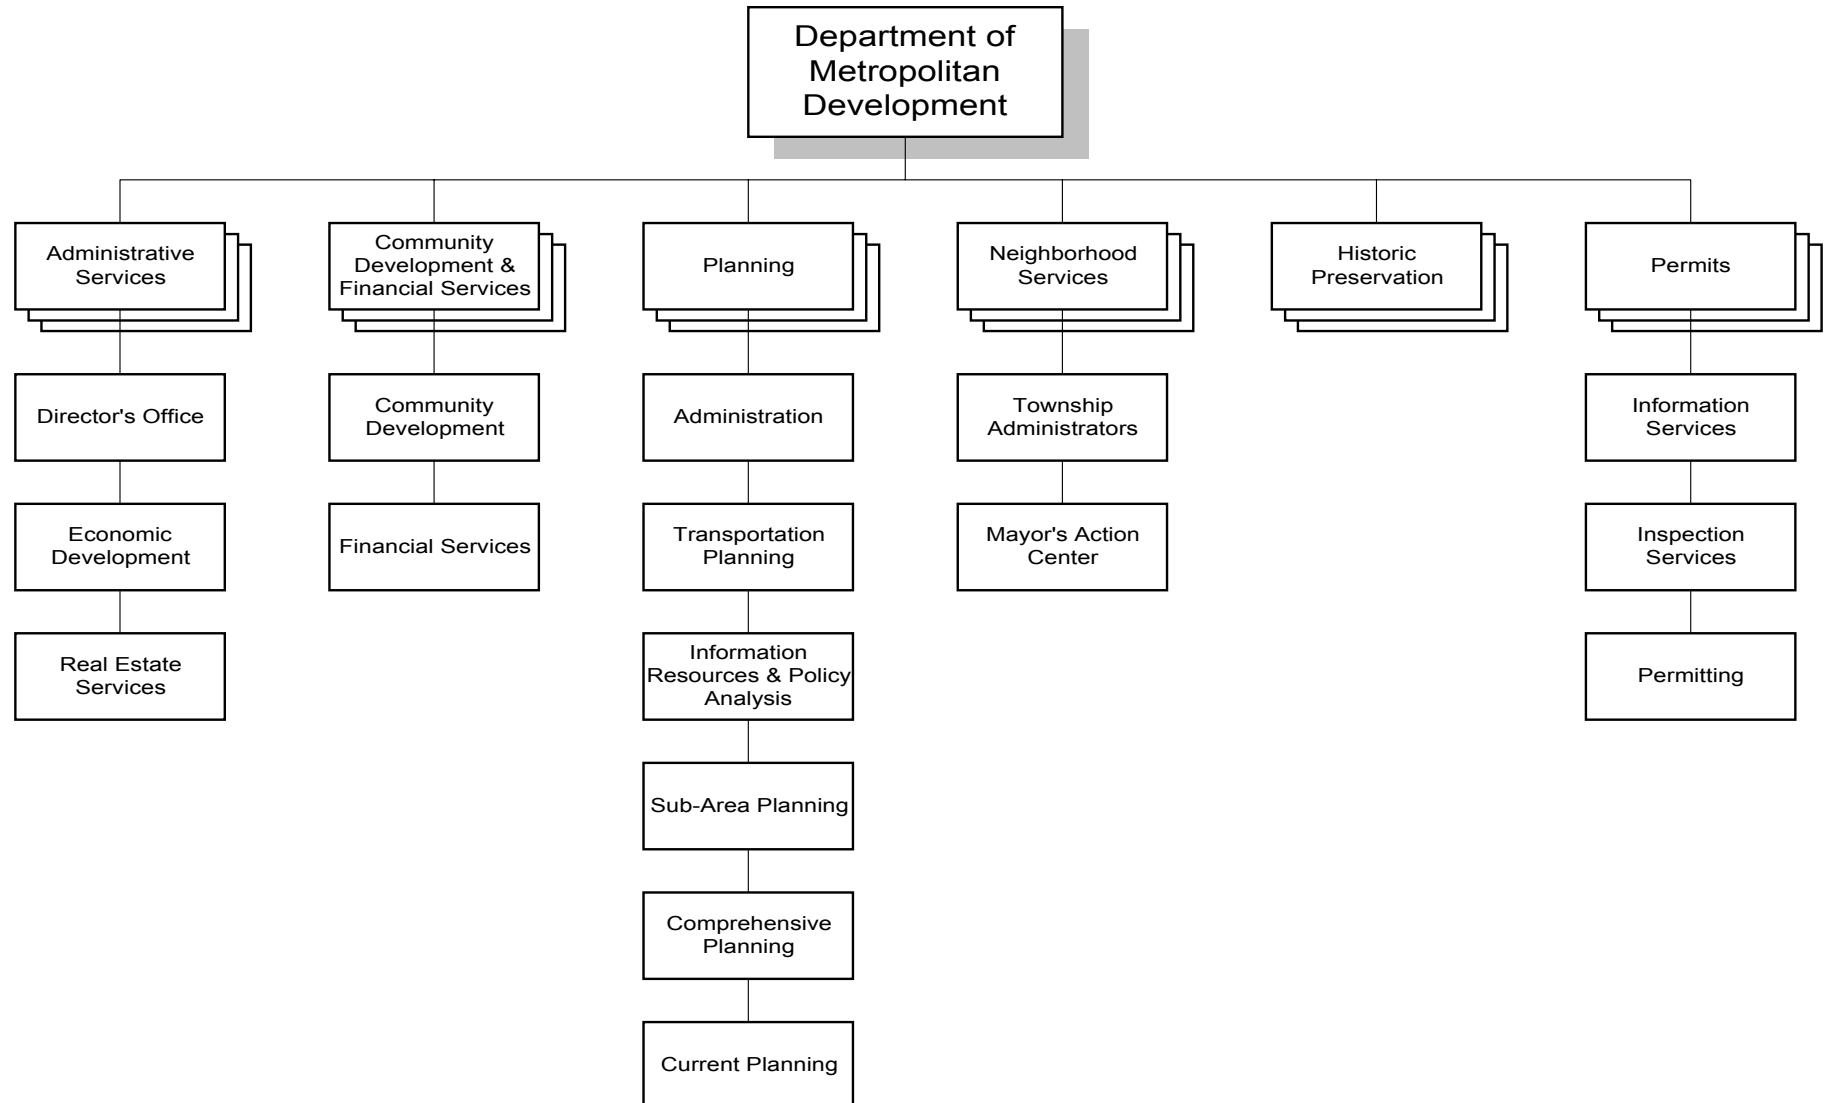 Department of
Metropolitan
Development
Administrative
Services
Community
Development &
Financial Services
Planning
Neighborhood
Services
Historic
Preservation
Permits
Director's Office
Community
Development
Administration
Township
Administrators
Information
Services
Economic
Development
Financial Services
Transportation
Planning
Mayor's Action
Center
Inspection
Services
Real Estate
Services
Information
Resources & Policy
Analysis
Permitting
Sub-Area Planning
Comprehensive
Planning
Current Planning